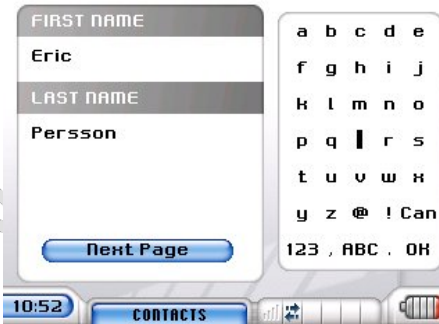 FIRST NAME
Eric
LAST NAME
Persson
Next Page
a b c d e
f g h i j
k l m n o
p q r s
t u v w x
y z @ ! Can
123 , ABC . OK
10:52
CONTACTS